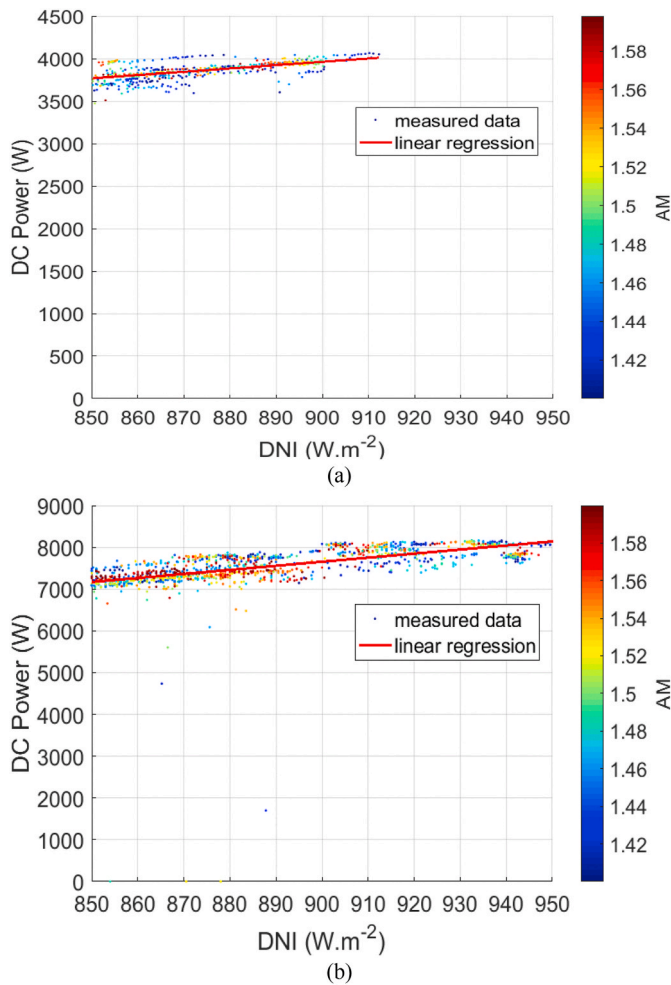 4500
4000
3500
3000
2500
2000
1500
1000
500
0
DC Power (W)
measured data
linear regression
1.58
1.56
1.54
1.52
1.5
1.48
1.46
1.44
1.42
AM
850 860 870 880 890 900 910 920 930 940 950
DNI (W.m-2)
(a)
9000
8000
7000
6000
5000
4000
3000
2000
1000
0
DC Power (W)
measured data
linear regression
1.58
1.56
1.54
1.52
1.5
1.48
1.46
1.44
1.42
AM
850 860 870 880 890 900 910 920 930 940 950
DNI (W.m-2)
(b)